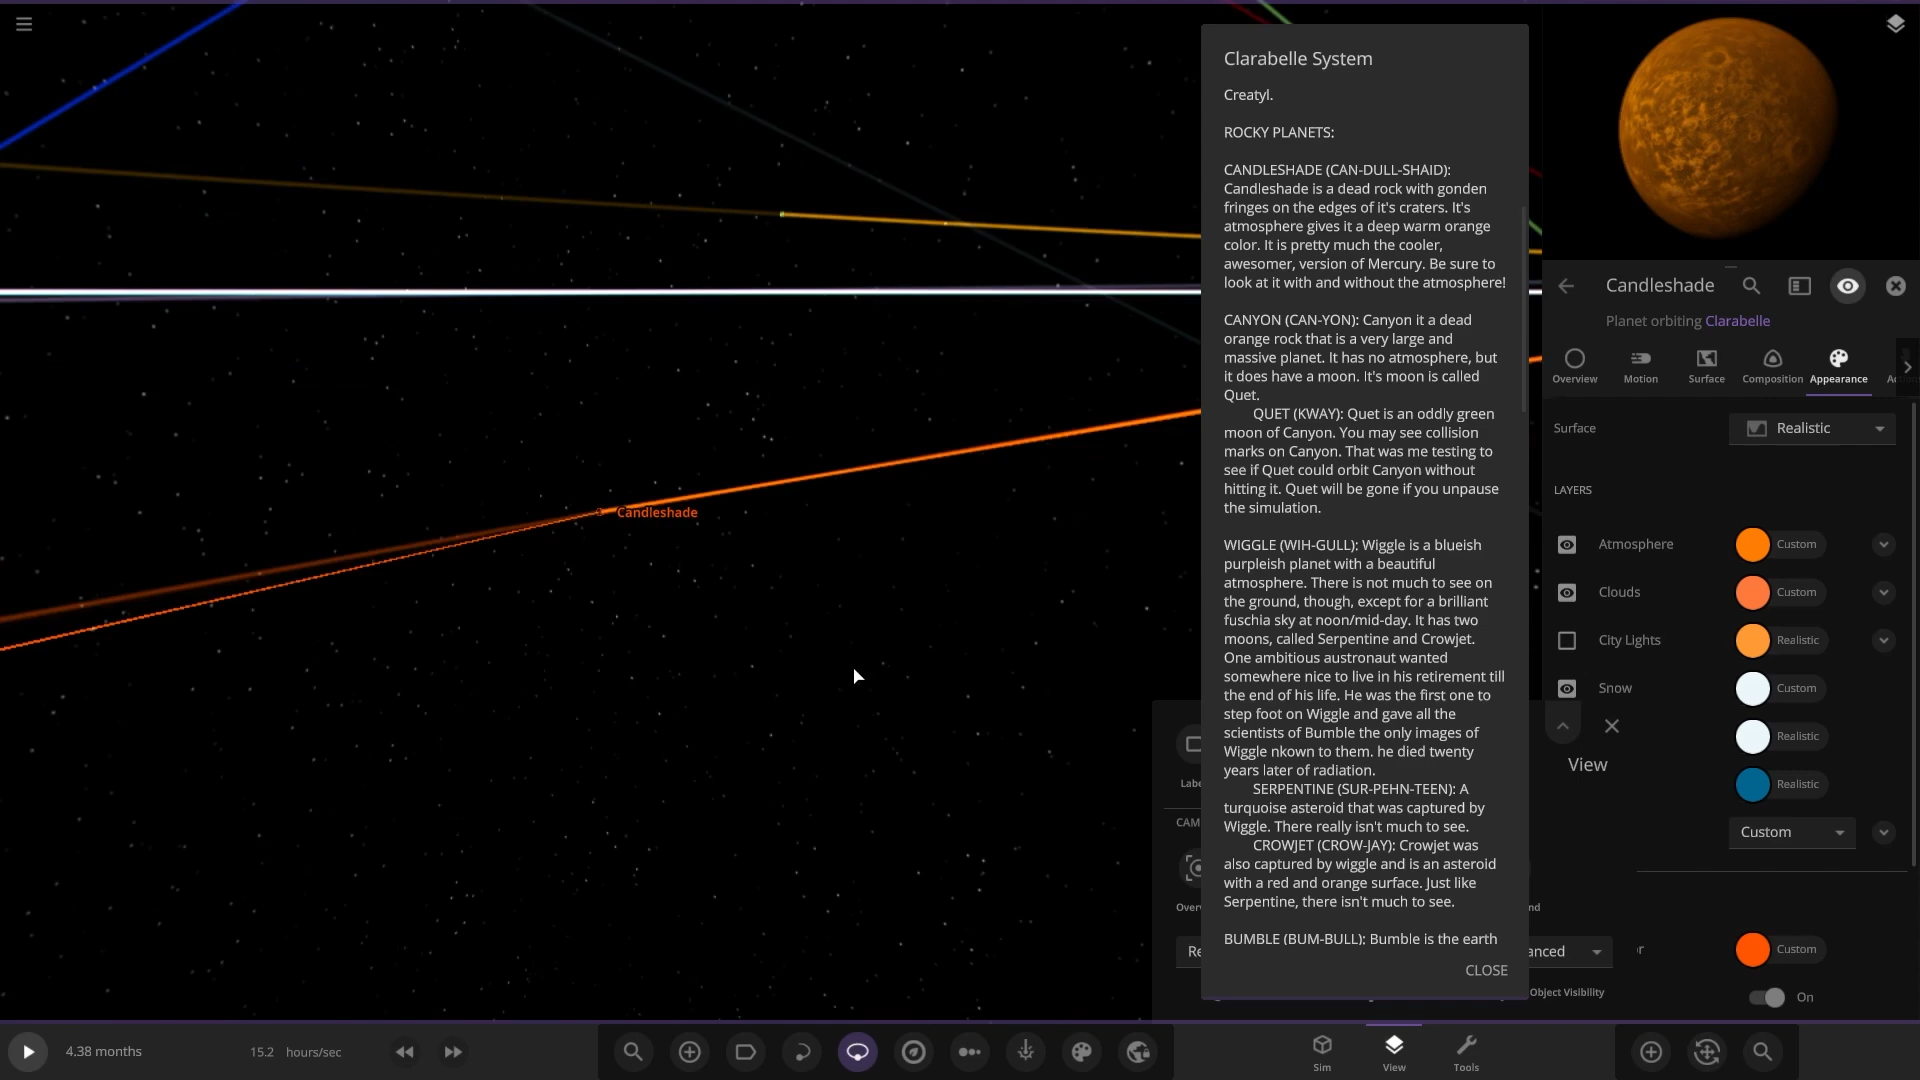 Clarabelle System
Creatyl.
ROCKY PLANETS:
CANDLESHADE (CAN-DULL-SHAID):
Candleshade is a dead rock with gonden
fringes on the edges of it's craters. It's
atmosphere gives it a deep warm orange
color. It is pretty much the cooler,
awesomer, version of Mercury. Be sure to
look at it with and without the atmosphere!
CANYON (CAN-YON): Canyon it a dead
orange rock that is a very large and
massive planet. It has no atmosphere, but
it does have a moon. It's moon is called
Quet.
QUET (KWAY): Quet is an oddly green
moon of Canyon. You may see collision
marks on Canyon. That was me testing to
see if Quet could orbit Canyon without
hitting it. Quet will be gone if you unpause
the simulation.
WIGGLE (WIH-GULL): Wiggle is a blueish
purpleish planet with a beautiful
atmosphere. There is not much to see on
the ground, though, except for a brilliant
fuschia sky at noon/mid-day. It has two
moons, called Serpentine and Crowjet.
One ambitious austronaut wanted
somewhere nice to live in his retirement till
the end of his life. He was the first one to
step foot on Wiggle and gave all the
scientists of Bumble the only images of
Wiggle nkown to them. he died twenty
years later of radiation.
SERPENTINE (SUR-PEHN-TEEN): A
turquoise asteroid that was captured by
Wiggle. There really isn't much to see.
CROWJET (CROW-JAY): Crowjet was
also captured by wiggle and is an asteroid
with a red and orange surface. Just like
Serpentine, there isn't much to see.
BUMBLE (BUM-BULL): Bumble is the earth
CLOSE
Candleshade
Candleshade
Planet orbiting Clarabelle
Overview Motion Surface Composition Appearance
Surface Realistic
LAYERS
Atmosphere Custom
Clouds Custom
City Lights Realistic
Snow Custom
Realistic
View
Realistic
Custom
Custom
Object Visibility
On
4.38 months 15.2 hours/sec
Sim View Tools